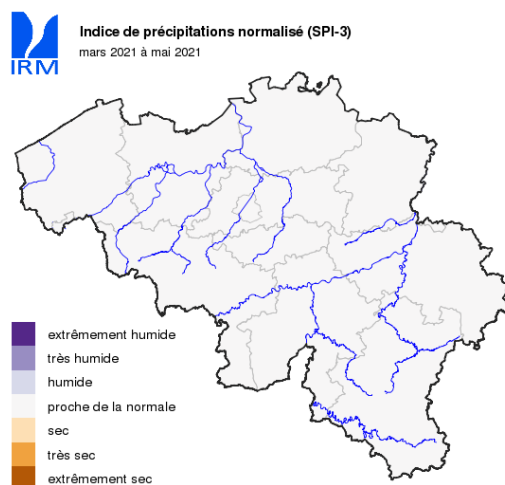 Indice de précipitations normalisé (SPI-3)
mars 2021 à mai 2021
IRM
extrêmement humide
très humide
humide
proche de la normale
sec
très sec
extrêmement sec